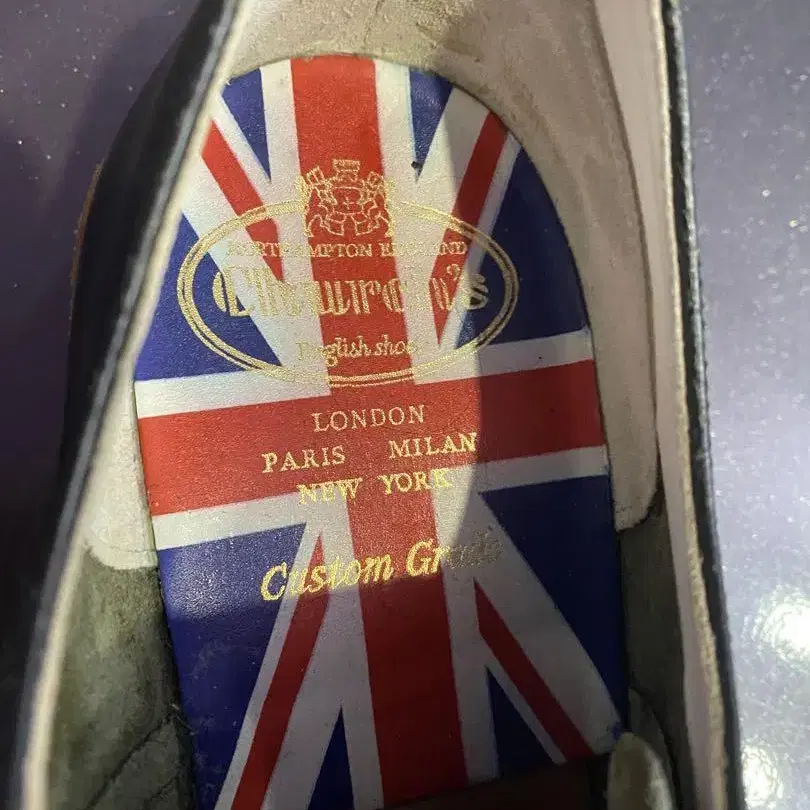 NORTHAMPTON ENGLAND
Church's
English shoes
LONDON
PARIS MILAN
NEW YORK
Custom Grade